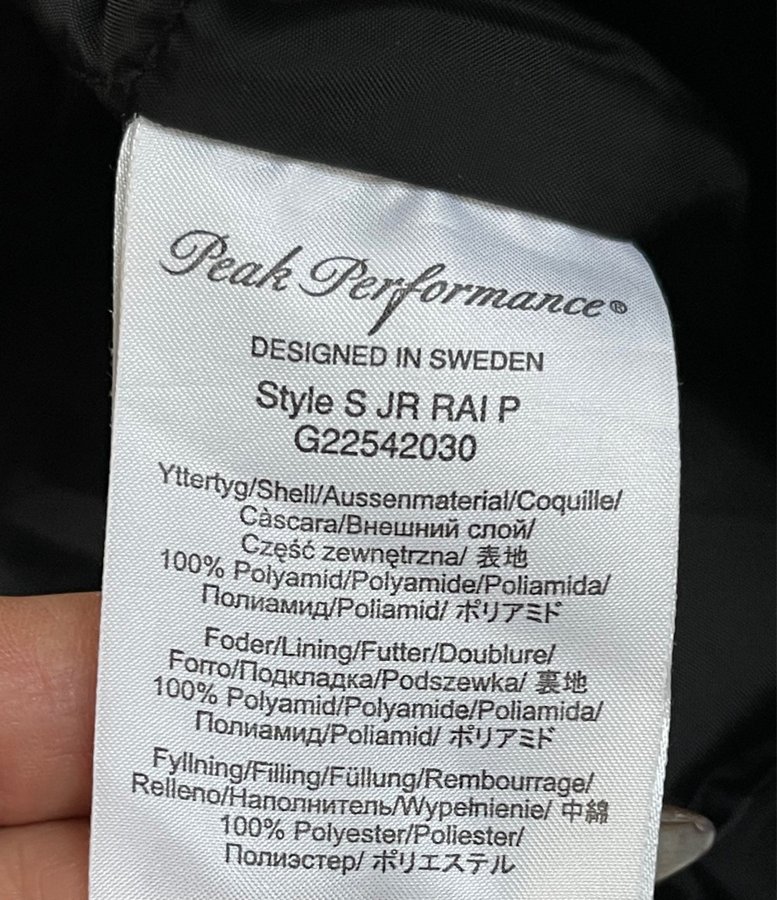 Peak Performance®
DESIGNED IN SWEDEN
Style S JR RAI P
G22542030
Yttertyg/Shell/Aussenmaterial/Coquille/
Càscara/Внешний слой/
Część zewnętrzna/ 表地
100% Polyamid/Polyamide/Poliamida/
Полиамид/Poliamid/ ポリアミド
Foder/Lining/Futter/Doublure/
Forro/Подкладка/Podszewka/ 裏地
100% Polyamid/Polyamide/Poliamida/
Полиамид/Poliamid/ ポリアミド
Fyllning/Filling/Füllung/Rembourrage/
Relleno/Наполнитель/Wypełnienie/ 中綿
100% Polyester/Poliester/
Полиэстер/ ポリエステル